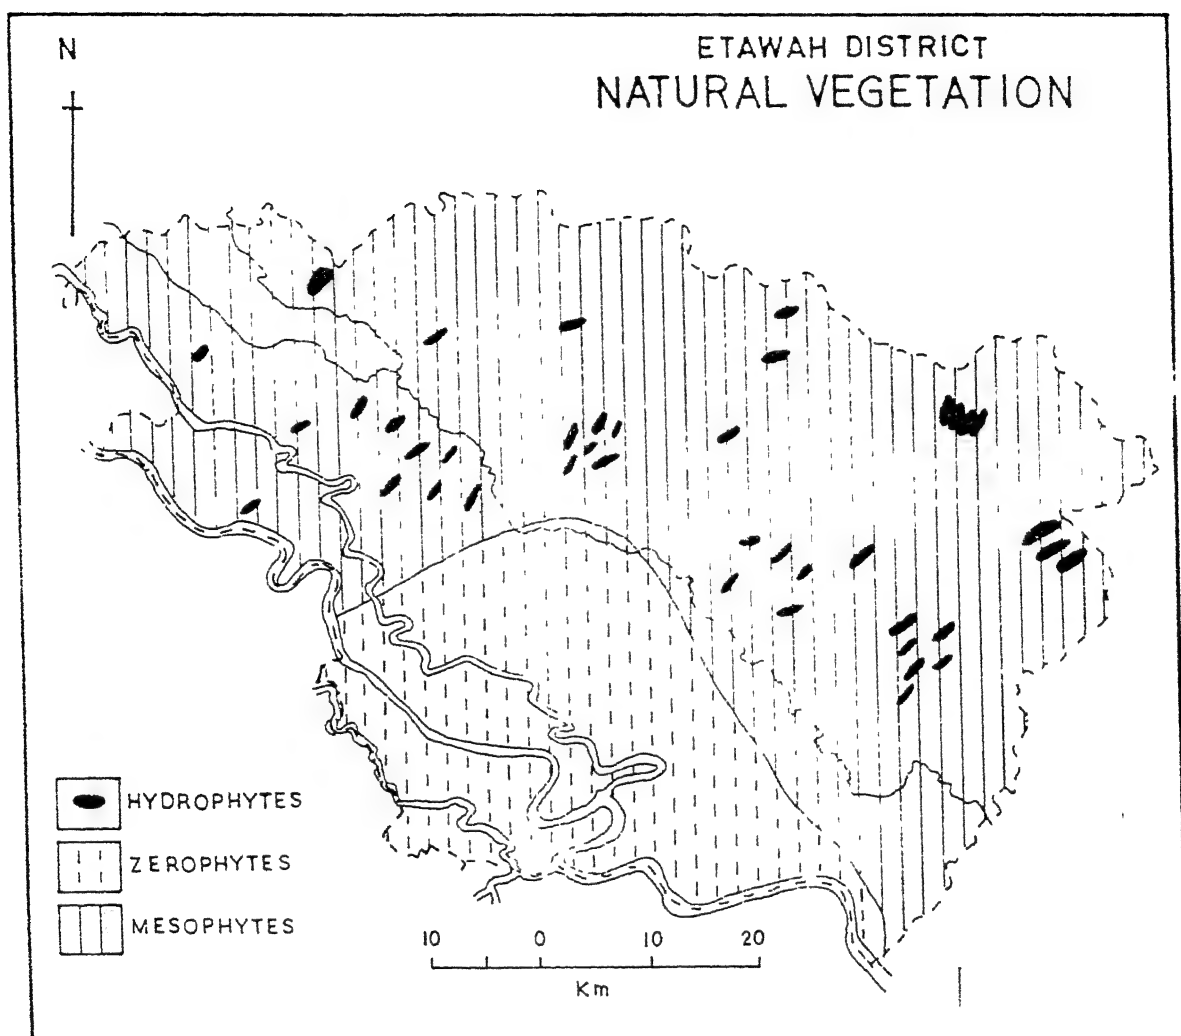 N
ETAWAH DISTRICT
NATURAL VEGETATION
HYDROPHYTES
ZEROPHYTES
MESOPHYTES
10 0 10 20
Km